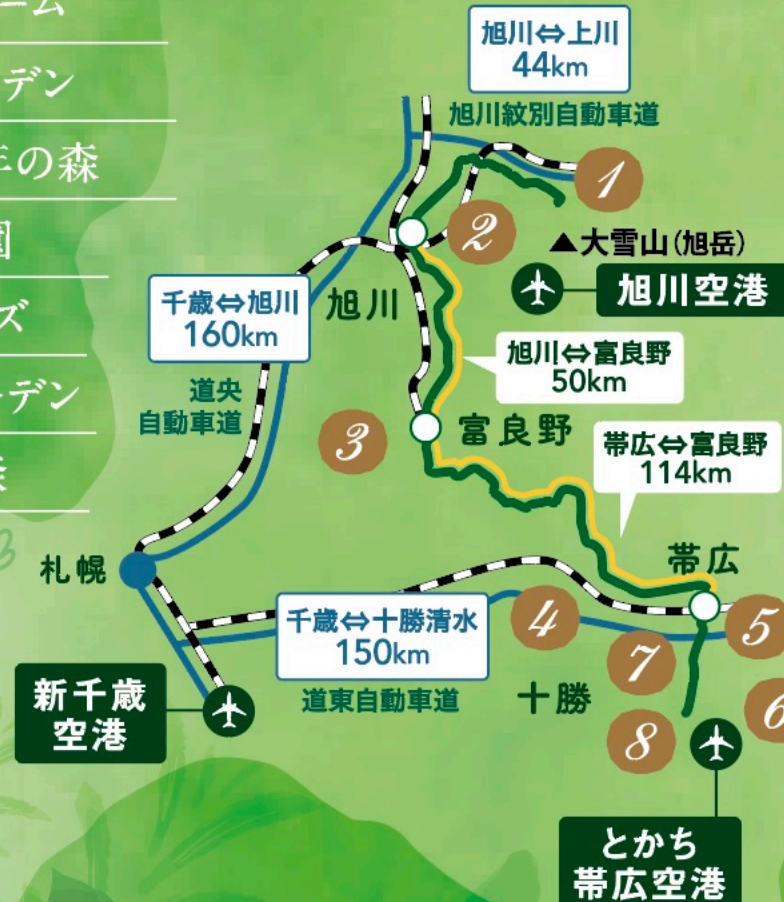 ーム
デン
年の森
園
ズ
ーデン
森
旭川⇔上川
44km
旭川紋別自動車道
1
2
▲大雪山(旭岳)
旭川空港
千歳⇔旭川
160km
旭川
旭川⇔富良野
50km
道央
自動車道
3
富良野
帯広⇔富良野
114km
札幌
帯広
千歳⇔十勝清水
150km
4
5
7
新千歳
空港
道東自動車道
十勝
6
8
とかち
帯広空港